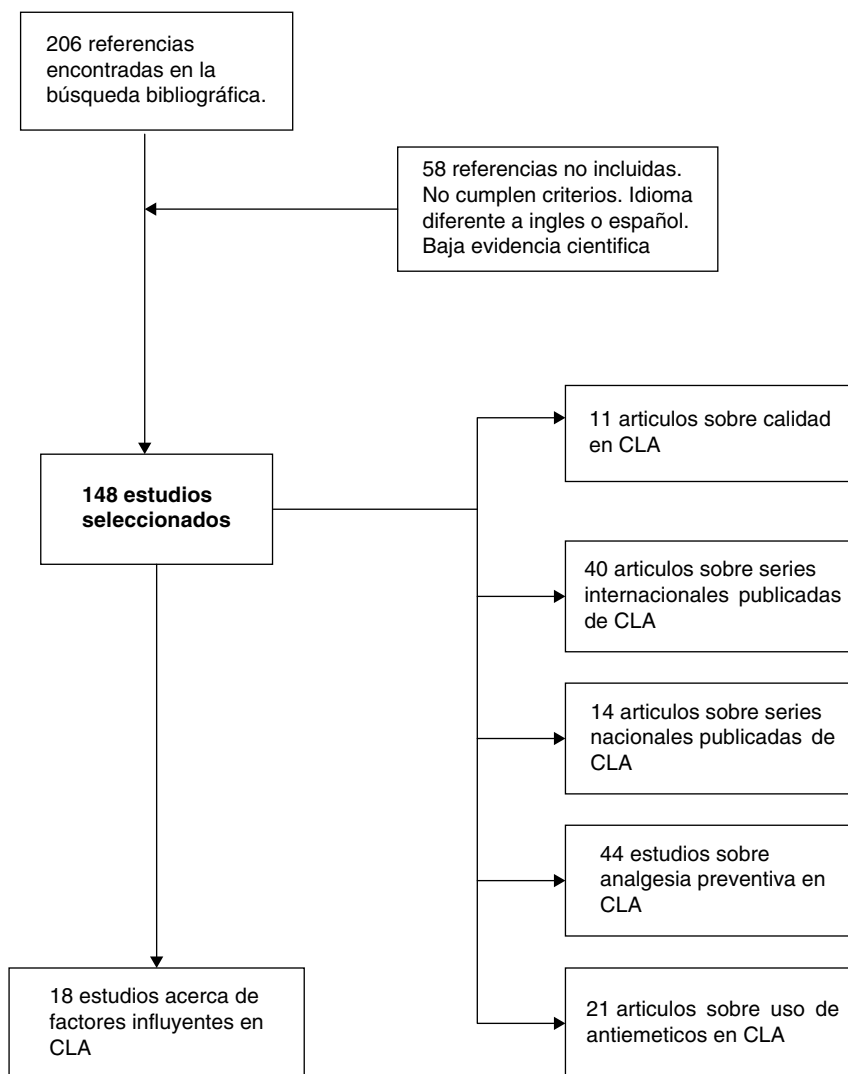 206 referencias
encontradas en la
búsqueda bibliográfica.
58 referencias no incluidas.
No cumplen criterios. Idioma
diferente a ingles o español.
Baja evidencia cientifica
148 estudios
seleccionados
11 articulos sobre calidad
en CLA
40 articulos sobre series
internacionales publicadas
de CLA
14 articulos sobre series
nacionales publicadas de
CLA
44 estudios sobre
analgesia preventiva en
CLA
21 articulos sobre uso de
antiemeticos en CLA
18 estudios acerca de
factores influyentes en
CLA